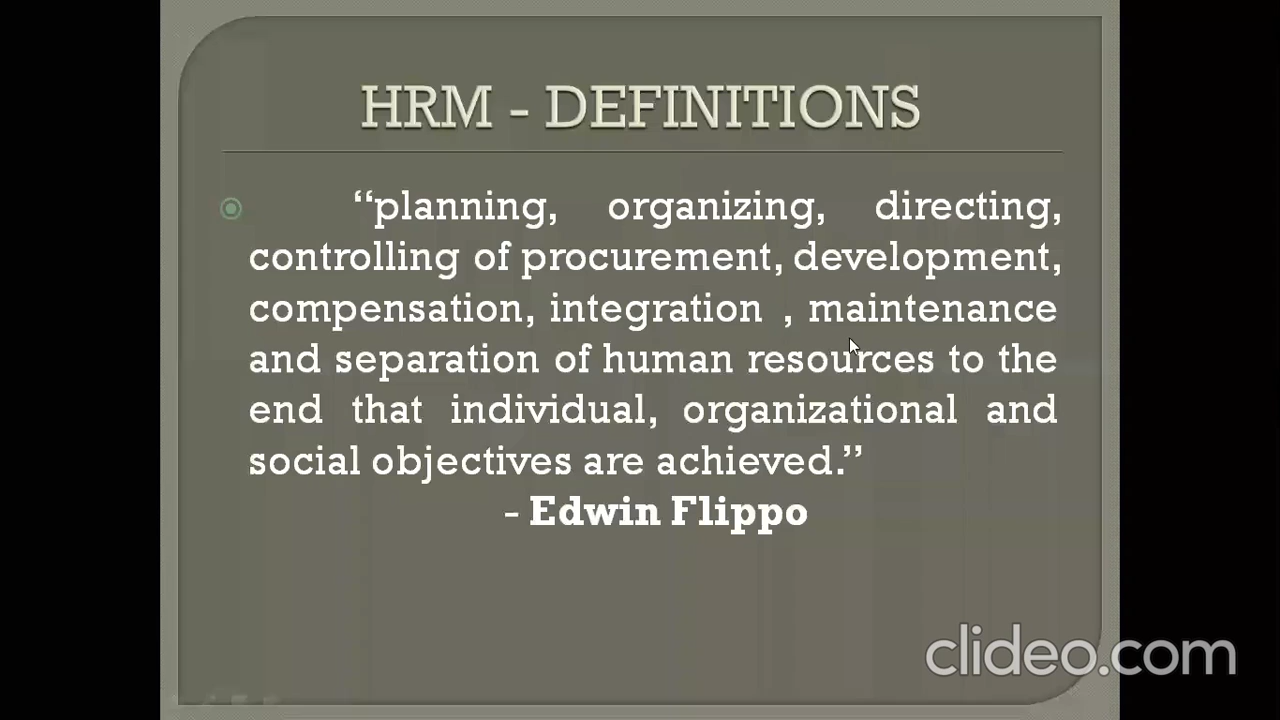 HRM - DEFINITIONS
“planning, organizing, directing,
controlling of procurement, development,
compensation, integration , maintenance
and separation of human resources to the
end that individual, organizational and
social objectives are achieved.”
- Edwin Flippo
clideo.com